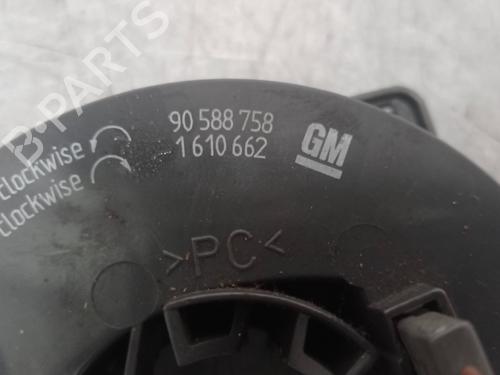 90 588 758
1 610 662
GM
clockwise
clockwise
>PC<
B-PARTS